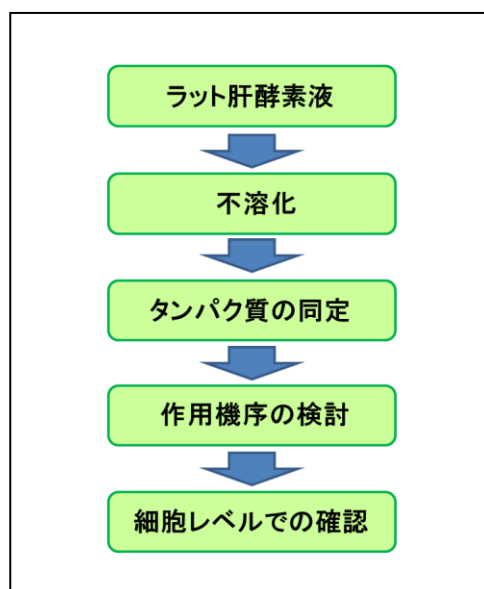 ラット肝酵素液
不溶化
タンパク質の同定
作用機序の検討
細胞レベルでの確認